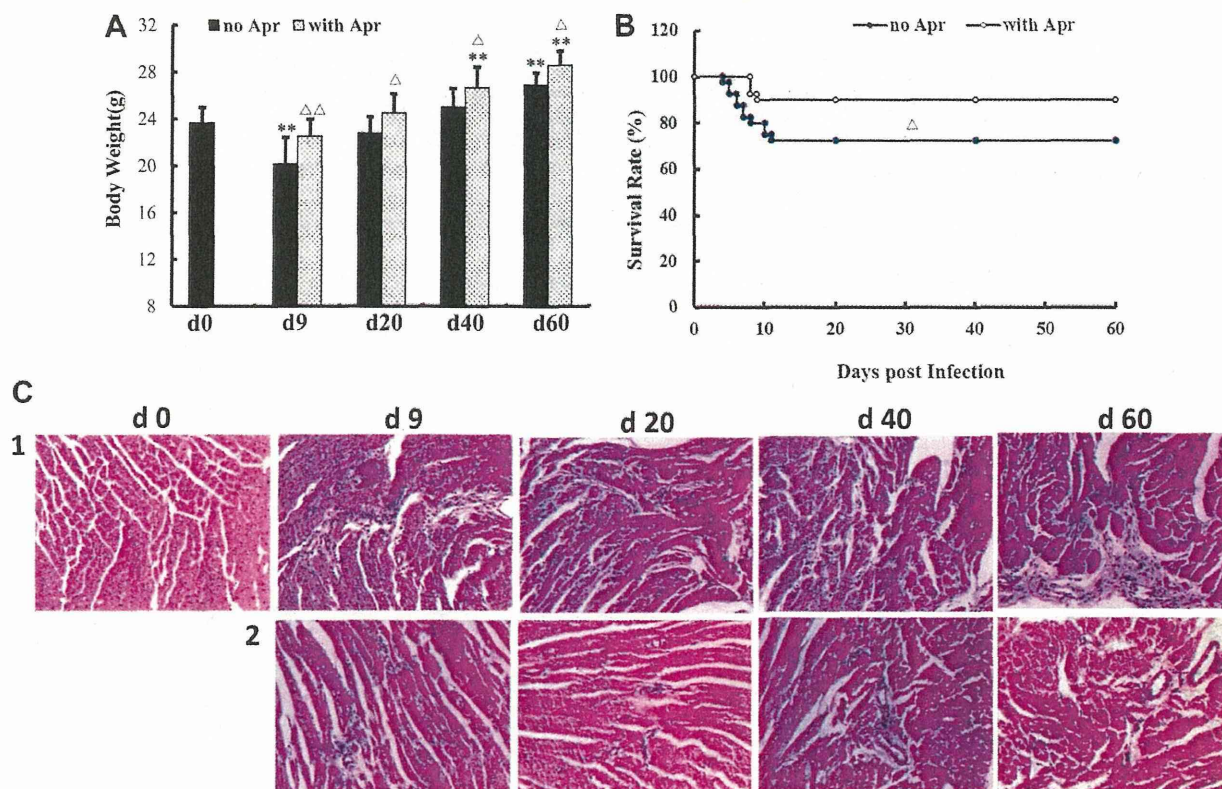 A
no Apr with Apr
Body Weight(g)
32
28
24
20
16
12
8
△△
△
△
△
**
**
**
**
d0 d9 d20 d40 d60
B
no Apr with Apr
Survival Rate (%)
120
100
80
60
40
20
0
△
0 10 20 30 40 50 60
Days post Infection
C
d 0 d 9 d 20 d 40 d 60
1
2